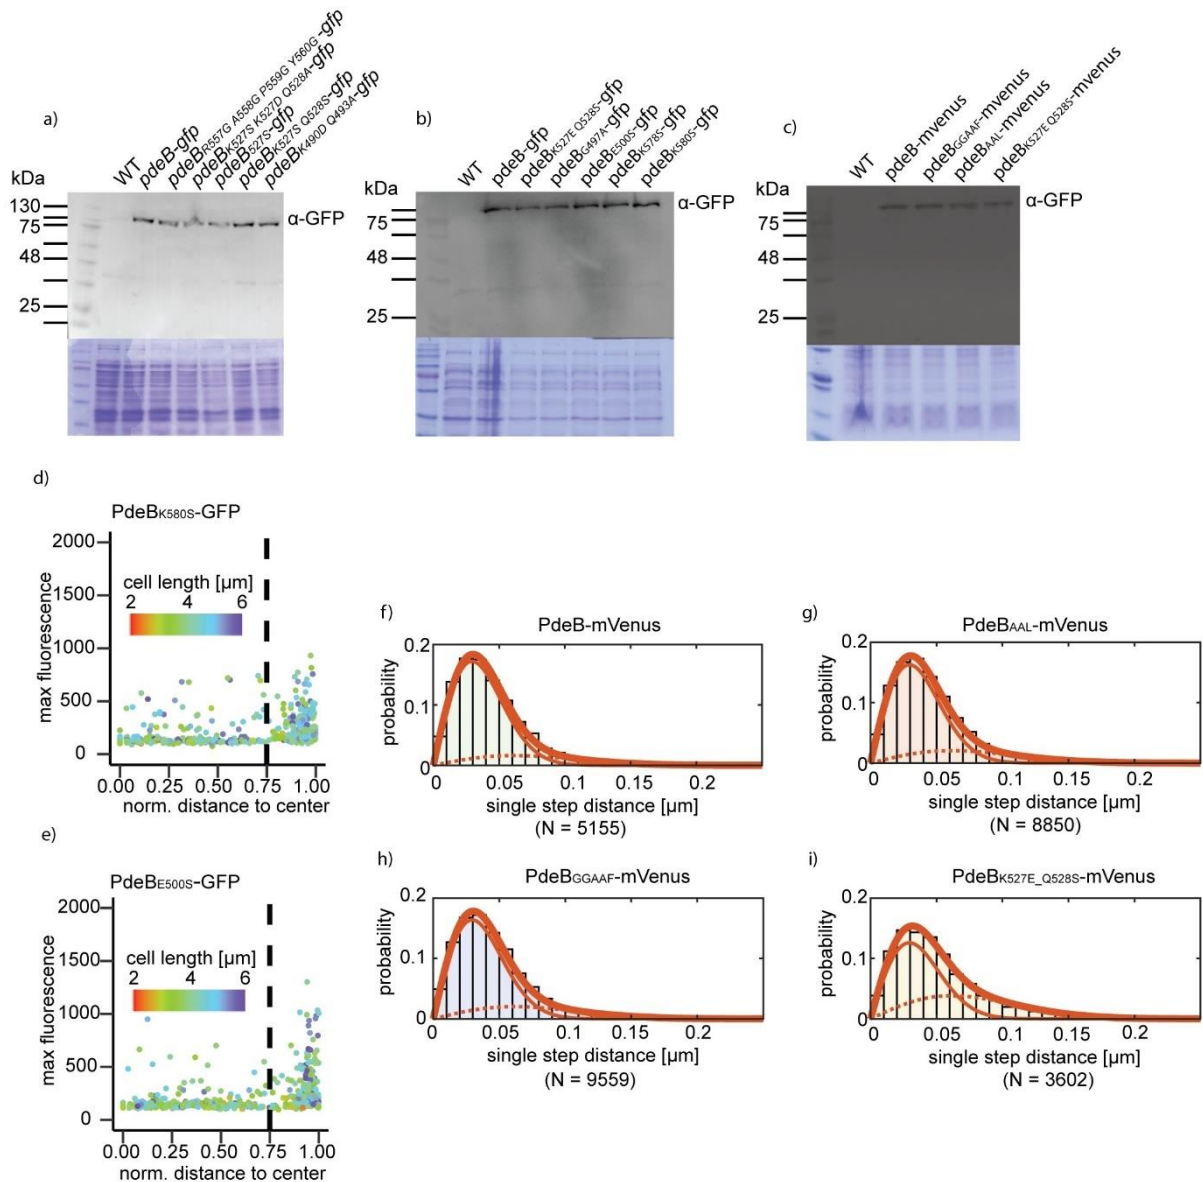 a)
WT
pdeB-gfp
pdeBR557G A558G P559G Y560G-gfp
pdeBK527S K527D Q528A-gfp
pdeB527S-gfp
pdeBK527S Q528S-gfp
pdeBK490D Q493A-gfp
kDa
130
75
48
25
α-GFP
b)
WT
pdeB-gfp
pdeBK527E Q528S-gfp
pdeBG497A-gfp
pdeBE500S-gfp
pdeBK578S-gfp
pdeBK580S-gfp
kDa
75
48
25
α-GFP
c)
WT
pdeB-mvenus
pdeBGGAAF-mvenus
pdeBAAL-mvenus
pdeBK527E Q528S-mvenus
kDa
75
48
25
α-GFP
d)
PdeBK580S-GFP
2000
1500
1000
500
0
max fluorescence
cell length [µm]
2 4 6
0.00 0.25 0.50 0.75 1.00
norm. distance to center
e)
PdeBE500S-GFP
2000
1500
1000
500
0
max fluorescence
cell length [µm]
2 4 6
0.00 0.25 0.50 0.75 1.00
norm. distance to center
f)
PdeB-mVenus
0.2
0.1
0
probability
0 0.05 0.1 0.15 0.2
single step distance [µm]
(N = 5155)
g)
PdeBAAL-mVenus
0.2
0.1
0
probability
0 0.05 0.1 0.15 0.2
single step distance [µm]
(N = 8850)
h)
PdeBGGAAF-mVenus
0.2
0.1
0
probability
0 0.05 0.1 0.15 0.2
single step distance [µm]
(N = 9559)
i)
PdeBK527E_Q528S-mVenus
0.2
0.1
0
probability
0 0.05 0.1 0.15 0.2
single step distance [µm]
(N = 3602)